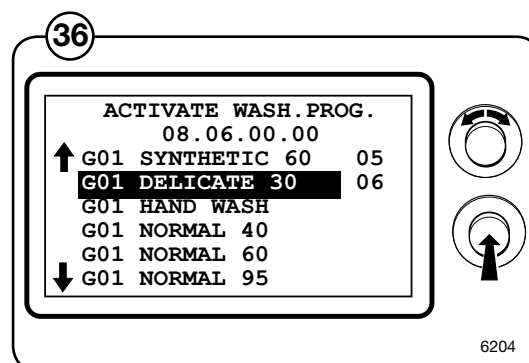 36
ACTIVATE WASH.PROG.
08.06.00.00
G01 SYNTHETIC 60 05
G01 DELICATE 30 06
G01 HAND WASH
G01 NORMAL 40
G01 NORMAL 60
G01 NORMAL 95
6204